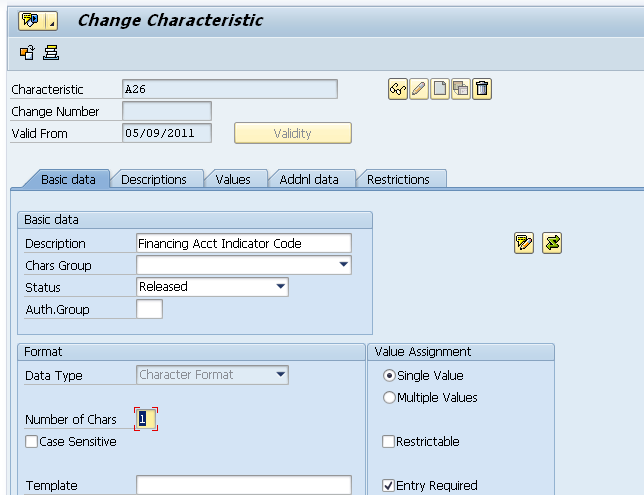 Change Characteristic
Characteristic A26
Change Number
Valid From 05/09/2011 Validity
Basic data Descriptions Values Addnl data Restrictions
Basic data
Description Financing Acct Indicator Code
Chars Group
Status Released
Auth.Group
Format Value Assignment
Data Type Character Format Single Value
Multiple Values
Number of Chars 1
Case Sensitive Restrictable
Template Entry Required